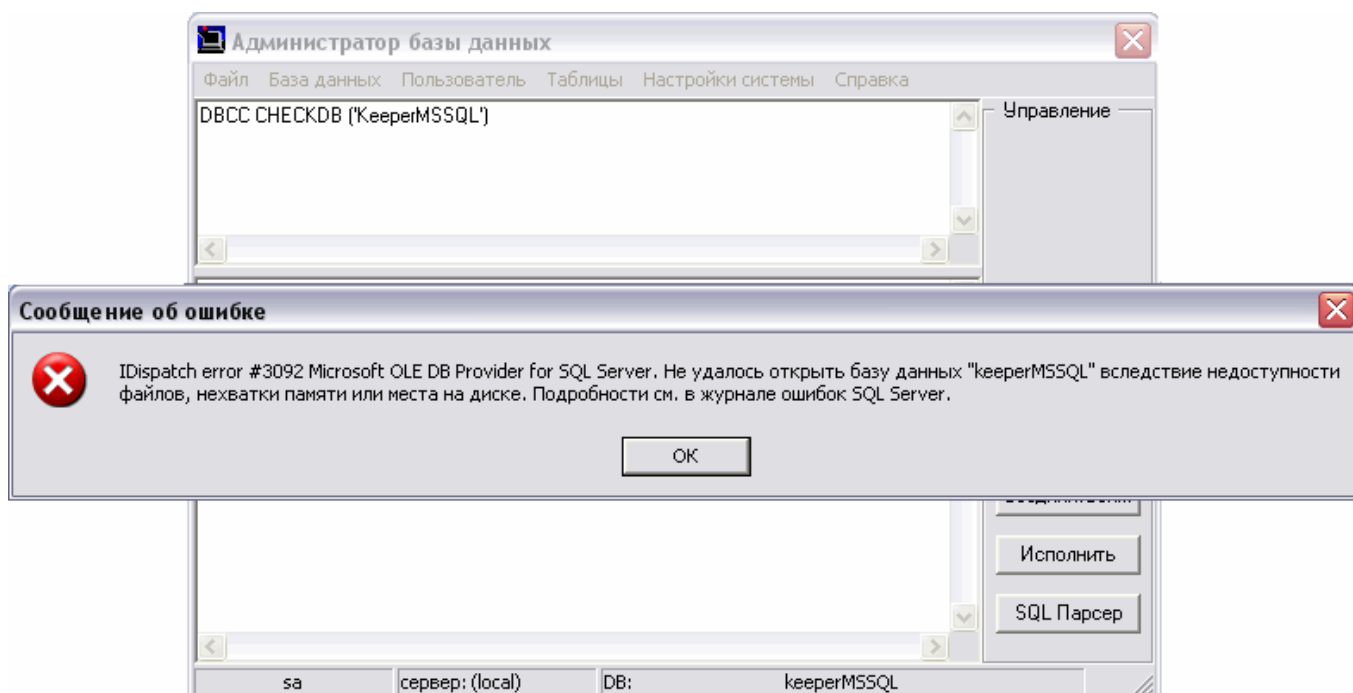 Администратор базы данных
Файл База данных Пользователь Таблицы Настройки системы Справка
DBCC CHECKDB ('KeeperMSSQL')
Управление
Сообщение об ошибке
IDispatch error #3092 Microsoft OLE DB Provider for SQL Server. Не удалось открыть базу данных "keeperMSSQL" вследствие недоступности
файлов, нехватки памяти или места на диске. Подробности см. в журнале ошибок SQL Server.
OK
Исполнить
SQL Парсер
sa сервер: (local) DB: keeperMSSQL